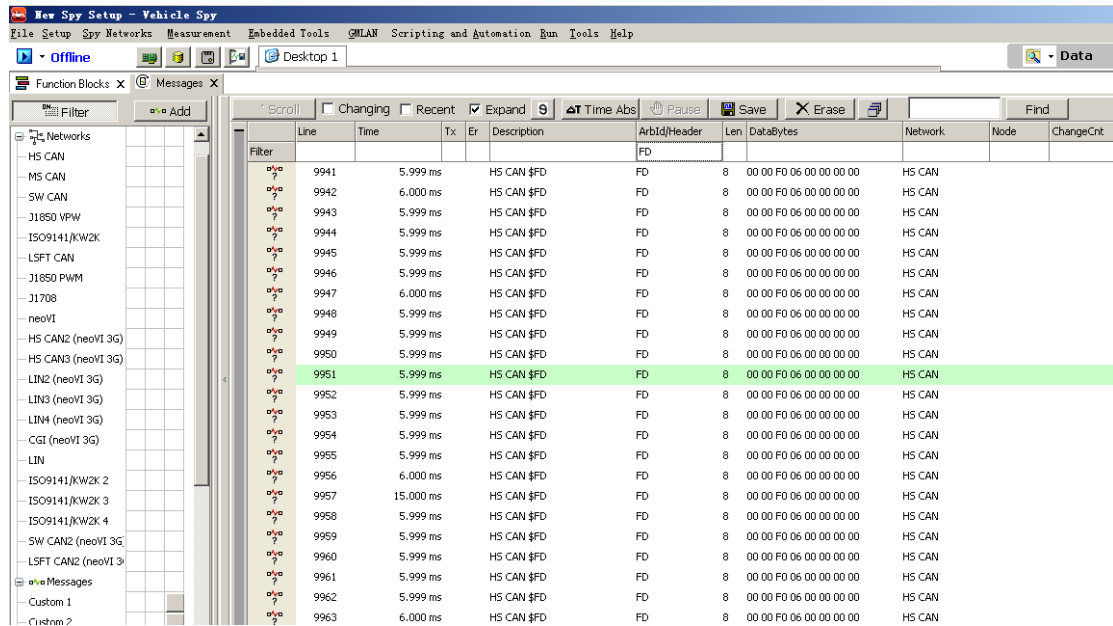 New Spy Setup - Vehicle Spy
File Setup Spy Networks Measurement Embedded Tools GMLAN Scripting and Automation Run Tools Help
Offline Desktop 1 Data
Function Blocks X Messages X
Filter Add Scroll Changing Recent Expand 9 ΔT Time Abs Pause Save Erase Find
Line Time Tx Er Description ArbId/Header Len DataBytes Network Node ChangeCnt
Filter FD
Networks
HS CAN
MS CAN
SW CAN
J1850 VPW
ISO9141/KW2K
LSFT CAN
J1850 PWM
J1708
neoVI
HS CAN2 (neoVI 3G)
HS CAN3 (neoVI 3G)
LIN2 (neoVI 3G)
LIN3 (neoVI 3G)
LIN4 (neoVI 3G)
CGI (neoVI 3G)
LIN
ISO9141/KW2K 2
ISO9141/KW2K 3
ISO9141/KW2K 4
SW CAN2 (neoVI 3G
LSFT CAN2 (neoVI 3
Messages
Custom 1
Custom 2
9941 5.999 ms HS CAN $FD FD 8 00 00 F0 06 00 00 00 00 HS CAN
9942 6.000 ms HS CAN $FD FD 8 00 00 F0 06 00 00 00 00 HS CAN
9943 5.999 ms HS CAN $FD FD 8 00 00 F0 06 00 00 00 00 HS CAN
9944 5.999 ms HS CAN $FD FD 8 00 00 F0 06 00 00 00 00 HS CAN
9945 5.999 ms HS CAN $FD FD 8 00 00 F0 06 00 00 00 00 HS CAN
9946 5.999 ms HS CAN $FD FD 8 00 00 F0 06 00 00 00 00 HS CAN
9947 6.000 ms HS CAN $FD FD 8 00 00 F0 06 00 00 00 00 HS CAN
9948 5.999 ms HS CAN $FD FD 8 00 00 F0 06 00 00 00 00 HS CAN
9949 5.999 ms HS CAN $FD FD 8 00 00 F0 06 00 00 00 00 HS CAN
9950 5.999 ms HS CAN $FD FD 8 00 00 F0 06 00 00 00 00 HS CAN
9951 5.999 ms HS CAN $FD FD 8 00 00 F0 06 00 00 00 00 HS CAN
9952 5.999 ms HS CAN $FD FD 8 00 00 F0 06 00 00 00 00 HS CAN
9953 5.999 ms HS CAN $FD FD 8 00 00 F0 06 00 00 00 00 HS CAN
9954 5.999 ms HS CAN $FD FD 8 00 00 F0 06 00 00 00 00 HS CAN
9955 5.999 ms HS CAN $FD FD 8 00 00 F0 06 00 00 00 00 HS CAN
9956 6.000 ms HS CAN $FD FD 8 00 00 F0 06 00 00 00 00 HS CAN
9957 15.000 ms HS CAN $FD FD 8 00 00 F0 06 00 00 00 00 HS CAN
9958 5.999 ms HS CAN $FD FD 8 00 00 F0 06 00 00 00 00 HS CAN
9959 5.999 ms HS CAN $FD FD 8 00 00 F0 06 00 00 00 00 HS CAN
9960 5.999 ms HS CAN $FD FD 8 00 00 F0 06 00 00 00 00 HS CAN
9961 5.999 ms HS CAN $FD FD 8 00 00 F0 06 00 00 00 00 HS CAN
9962 5.999 ms HS CAN $FD FD 8 00 00 F0 06 00 00 00 00 HS CAN
9963 6.000 ms HS CAN $FD FD 8 00 00 F0 06 00 00 00 00 HS CAN